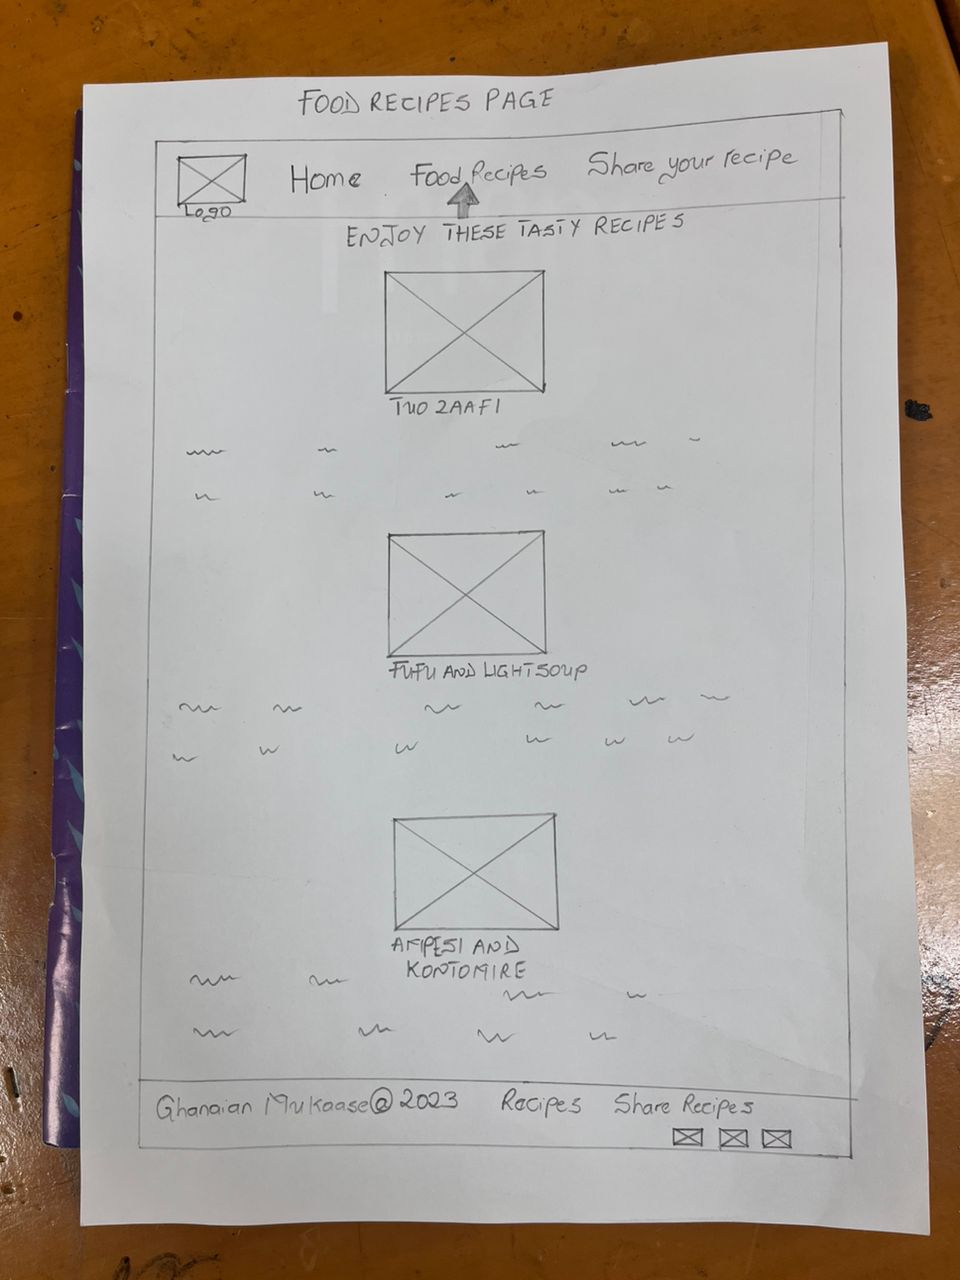 FOOD RECIPES PAGE
Home Food Recipes Share your recipe
Logo
ENJOY THESE TASTY RECIPES
TUO ZAAFI
FUFU AND LIGHTSOUP
AMPESI AND
KONTOMIRE
Ghanaian Mukaase@ 2023 Recipes Share Recipes